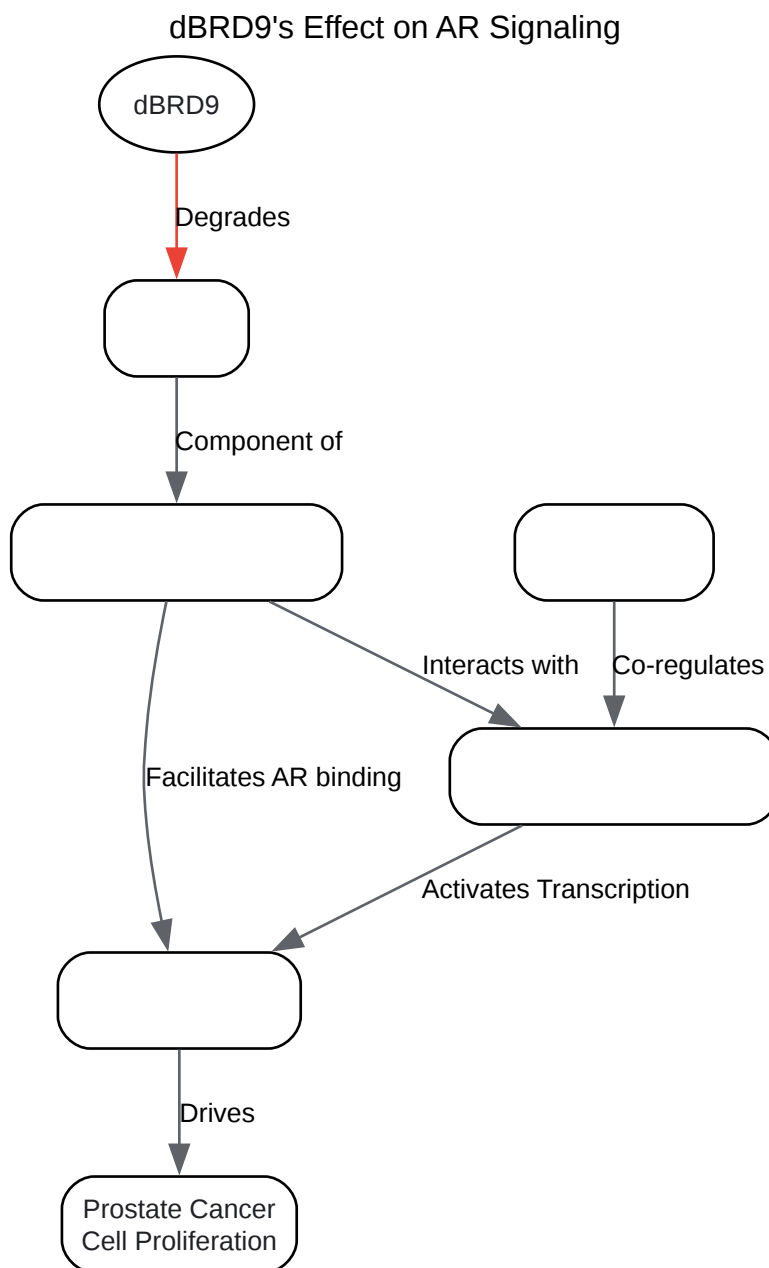 dBRD9's Effect on AR Signaling
dBRD9
Degrades
Component of
Interacts with
Co-regulates
Facilitates AR binding
Activates Transcription
Drives
Prostate Cancer
Cell Proliferation